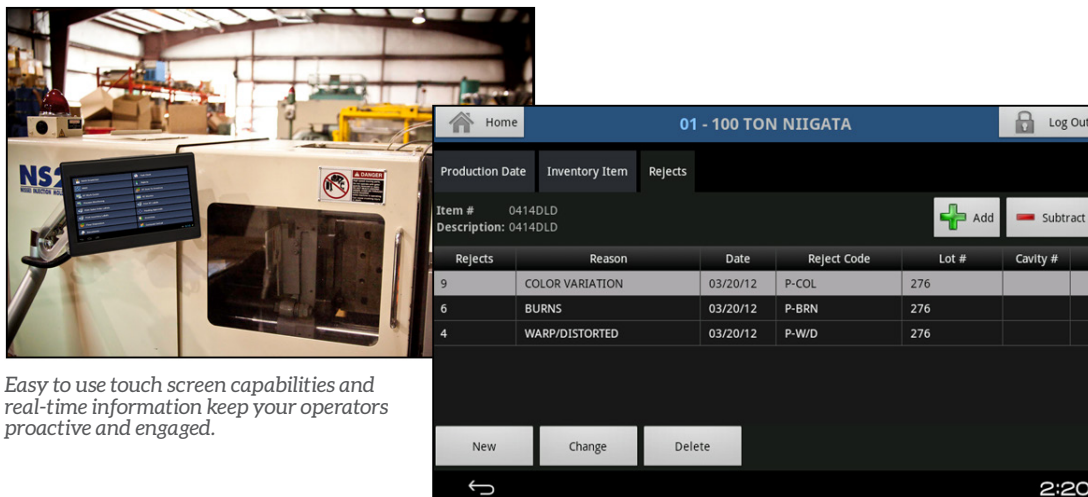 NS
DANGER
Easy to use touch screen capabilities and
real-time information keep your operators
proactive and engaged.
Home
01 - 100 TON NIIGATA
Log Out
Production Date
Inventory Item
Rejects
Item # 0414DLD
Description: 0414DLD
Add
Subtract
Rejects Reason Date Reject Code Lot # Cavity #
9 COLOR VARIATION 03/20/12 P-COL 276
6 BURNS 03/20/12 P-BRN 276
4 WARP/DISTORTED 03/20/12 P-W/D 276
New
Change
Delete
2:20